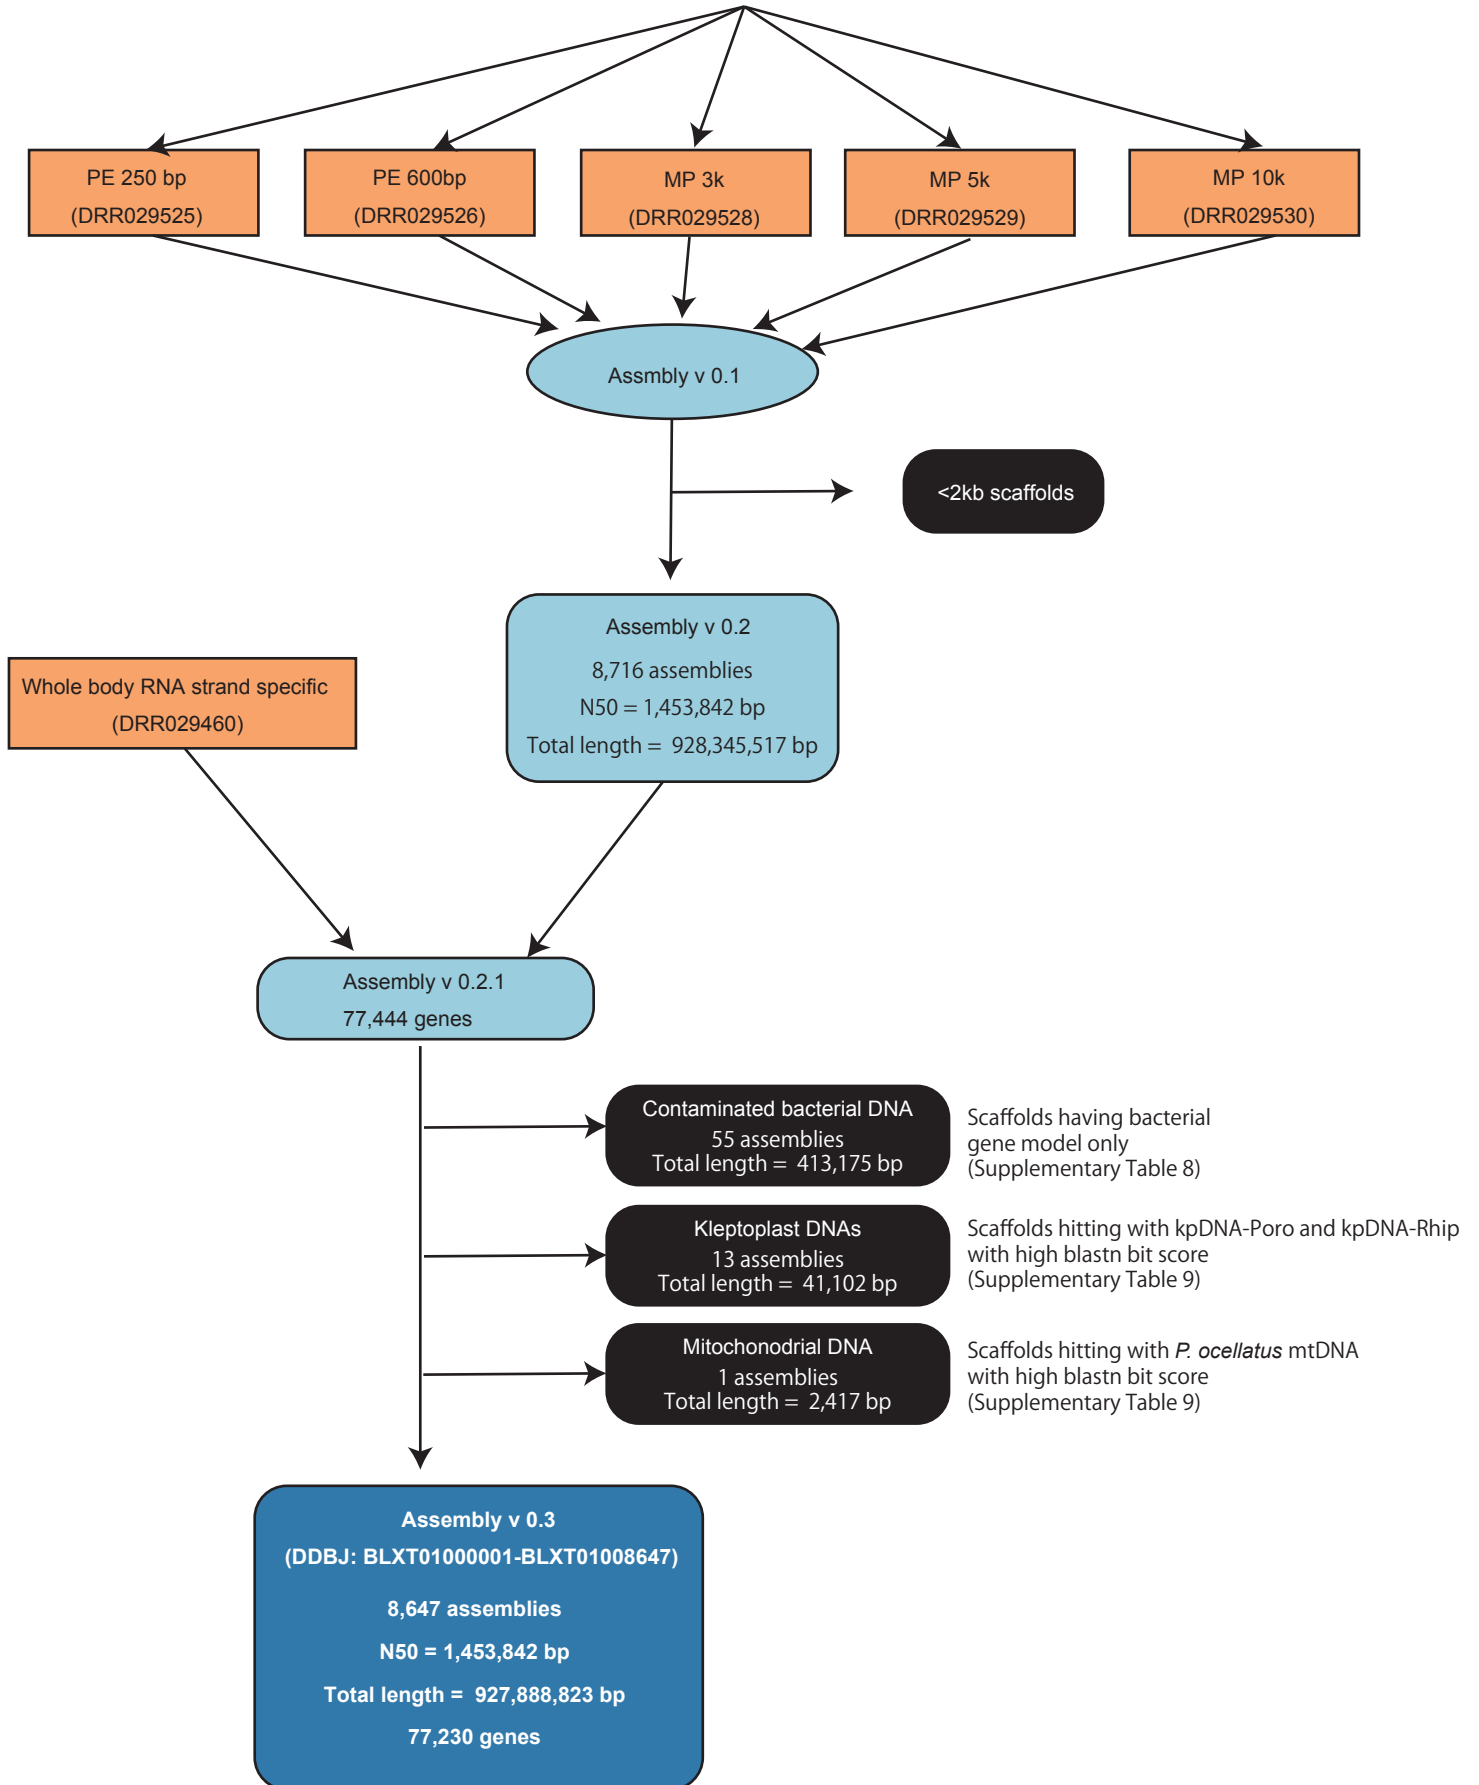 PE 250 bp
(DRR029525)
PE 600bp
(DRR029526)
MP 3k
(DRR029528)
MP 5k
(DRR029529)
MP 10k
(DRR029530)
Assmbly v 0.1
<2kb scaffolds
Assembly v 0.2
8,716 assemblies
N50 = 1,453,842 bp
Total length = 928,345,517 bp
Whole body RNA strand specific
(DRR029460)
Assembly v 0.2.1
77,444 genes
Contaminated bacterial DNA
55 assemblies
Total length = 413,175 bp
Scaffolds having bacterial
gene model only
(Supplementary Table 8)
Kleptoplast DNAs
13 assemblies
Total length = 41,102 bp
Scaffolds hitting with kpDNA-Poro and kpDNA-Rhip
with high blastn bit score
(Supplementary Table 9)
Mitochonodrial DNA
1 assemblies
Total length = 2,417 bp
Scaffolds hitting with P. ocellatus mtDNA
with high blastn bit score
(Supplementary Table 9)
Assembly v 0.3
(DDBJ: BLXT01000001-BLXT01008647)
8,647 assemblies
N50 = 1,453,842 bp
Total length = 927,888,823 bp
77,230 genes